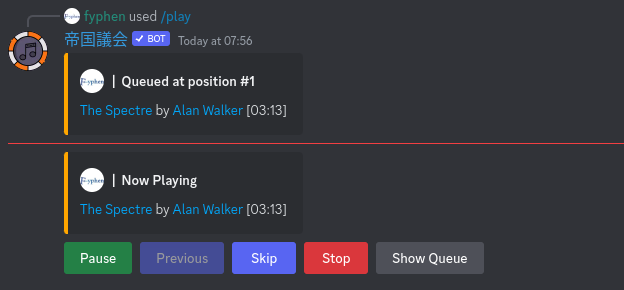 fyphen used /play
帝国議会 ✓ BOT Today at 07:56
fyphen | Queued at position #1
The Spectre by Alan Walker [03:13]
fyphen | Now Playing
The Spectre by Alan Walker [03:13]
Pause Previous Skip Stop Show Queue